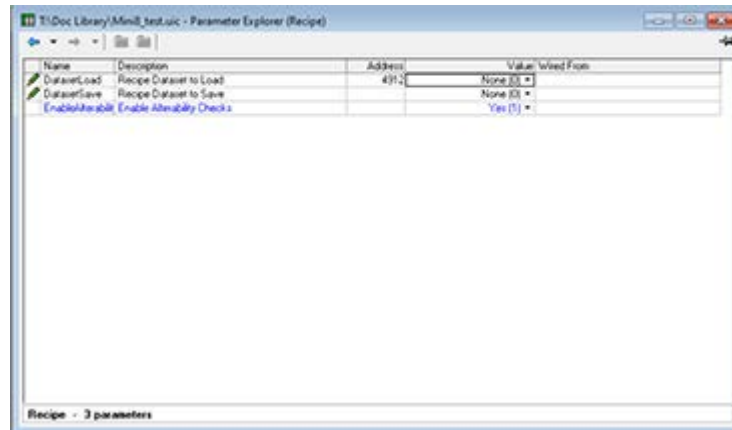 T:\Doc Library\Mini8_test.uic - Parameter Explorer (Recipe)
Name Description Address Value Wired From
DatasetLoad Recipe Dataset to Load 4912 None (0)
DatasetSave Recipe Dataset to Save None (0)
EnableAlterabilit Enable Alterability Checks Yes (1)
Recipe - 3 parameters